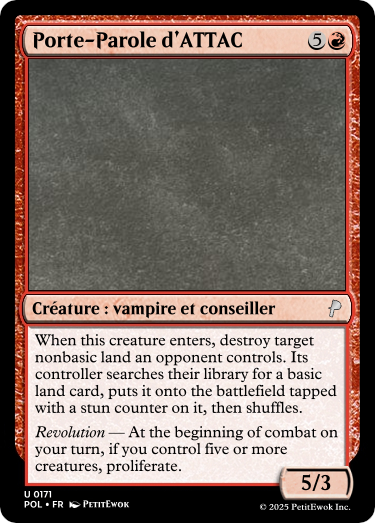 Porte-Parole d'ATTAC 5
Créature : vampire et conseiller
When this creature enters, destroy target
nonbasic land an opponent controls. Its
controller searches their library for a basic
land card, puts it onto the battlefield tapped
with a stun counter on it, then shuffles.
Revolution — At the beginning of combat on
your turn, if you control five or more
creatures, proliferate.
5/3
U 0171
POL • FR PetitEwok
© 2025 PetitEwok Inc.